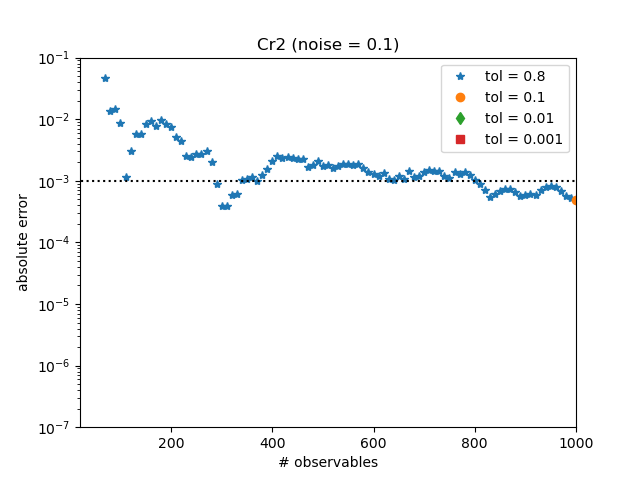 Cr2 (noise = 0.1)
absolute error
10⁻¹
10⁻²
10⁻³
10⁻⁴
10⁻⁵
10⁻⁶
10⁻⁷
tol = 0.8
tol = 0.1
tol = 0.01
tol = 0.001
200
400
600
800
1000
# observables